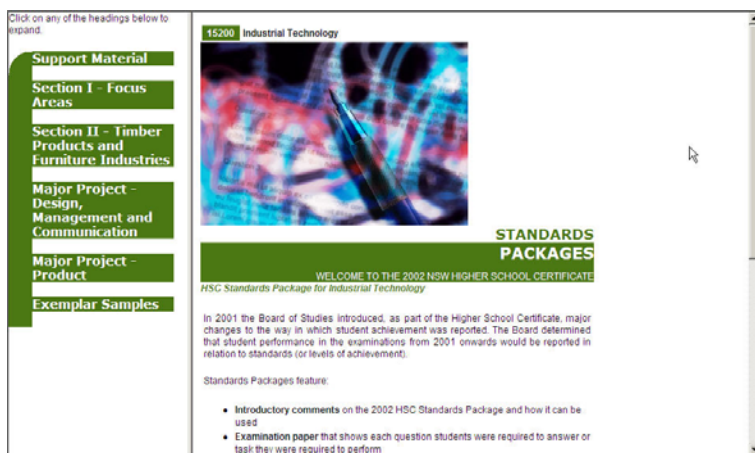 Click on any of the headings below to
expand.
Support Material
Section I - Focus
Areas
Section II - Timber
Products and
Furniture Industries
Major Project -
Design,
Management and
Communication
Major Project -
Product
Exemplar Samples
15200 Industrial Technology
STANDARDS
PACKAGES
WELCOME TO THE 2002 NSW HIGHER SCHOOL CERTIFICATE
HSC Standards Package for Industrial Technology
In 2001 the Board of Studies introduced, as part of the Higher School Certificate, major
changes to the way in which student achievement was reported. The Board determined
that student performance in the examinations from 2001 onwards would be reported in
relation to standards (or levels of achievement).
Standards Packages feature:
• Introductory comments on the 2002 HSC Standards Package and how it can be
used
• Examination paper that shows each question students were required to answer or
task they were required to perform